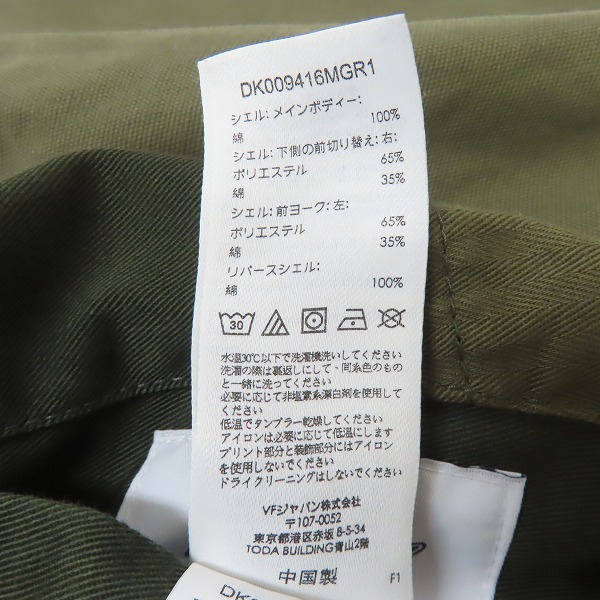 DK009416MGR1
シェル: メインボディー:
綿 100%
シェル: 下側の前切り替え: 右:
ポリエステル 65%
綿 35%
シェル: 前ヨーク: 左:
ポリエステル 65%
綿 35%
リバースシェル:
綿 100%
30
水温30℃以下で洗濯機洗いしてください
洗濯の際は裏返しにして・同系色のもの
と一緒に洗ってください
必要に応じて非塩素系漂白剤を使用して
ください
低温でタンブラー乾燥してください
アイロンは必要に応じて低温にします
プリント部分と装飾部分にはアイロン
を使用しないでください
ドライクリーニングはしないでください
VFジャパン株式会社
〒107-0052
東京都港区赤坂 8-5-34
TODA BUILDING青山2階
中国製 F1